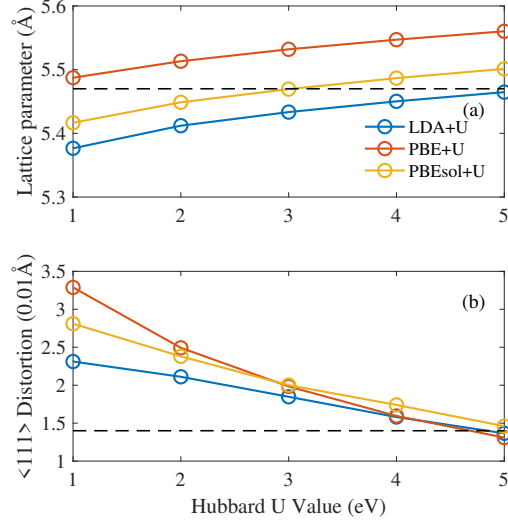 5.6
5.5
5.4
5.3
Lattice parameter (Å)
(a)
LDA+U
PBE+U
PBEsol+U
1 2 3 4 5
3.5
3
2.5
2
1.5
1
<111> Distortion (0.01Å)
(b)
1 2 3 4 5
Hubbard U Value (eV)